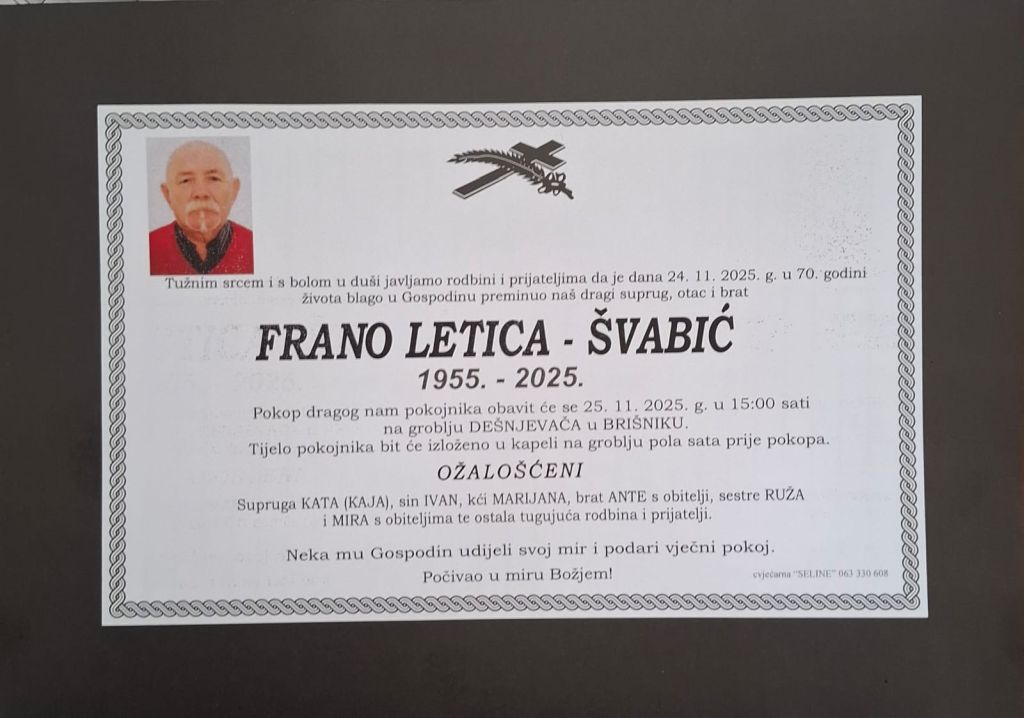 Tužnim srcem i s bolom u duši javljamo rodbini i prijateljima da je dana 24. 11. 2025. g. u 70. godini
života blago u Gospodinu preminuo naš dragi suprug, otac i brat
FRANO LETICA - ŠVABIĆ
1955. - 2025.
Pokop dragog nam pokojnika obavit će se 25. 11. 2025. g. u 15:00 sati
na groblju DEŠNJEVAČA u BRIŠNIKU.
Tijelo pokojnika bit će izloženo u kapeli na groblju pola sata prije pokopa.
OŽALOŠĆENI
Supruga KATA (KAJA), sin IVAN, kći MARIJANA, brat ANTE s obitelji, sestre RUŽA
i MIRA s obiteljima te ostala tugujuća rodbina i prijatelji.
Neka mu Gospodin udijeli svoj mir i podari vječni pokoj.
Počivao u miru Božjem!
cvjećarna "SELINE" 063 330 608